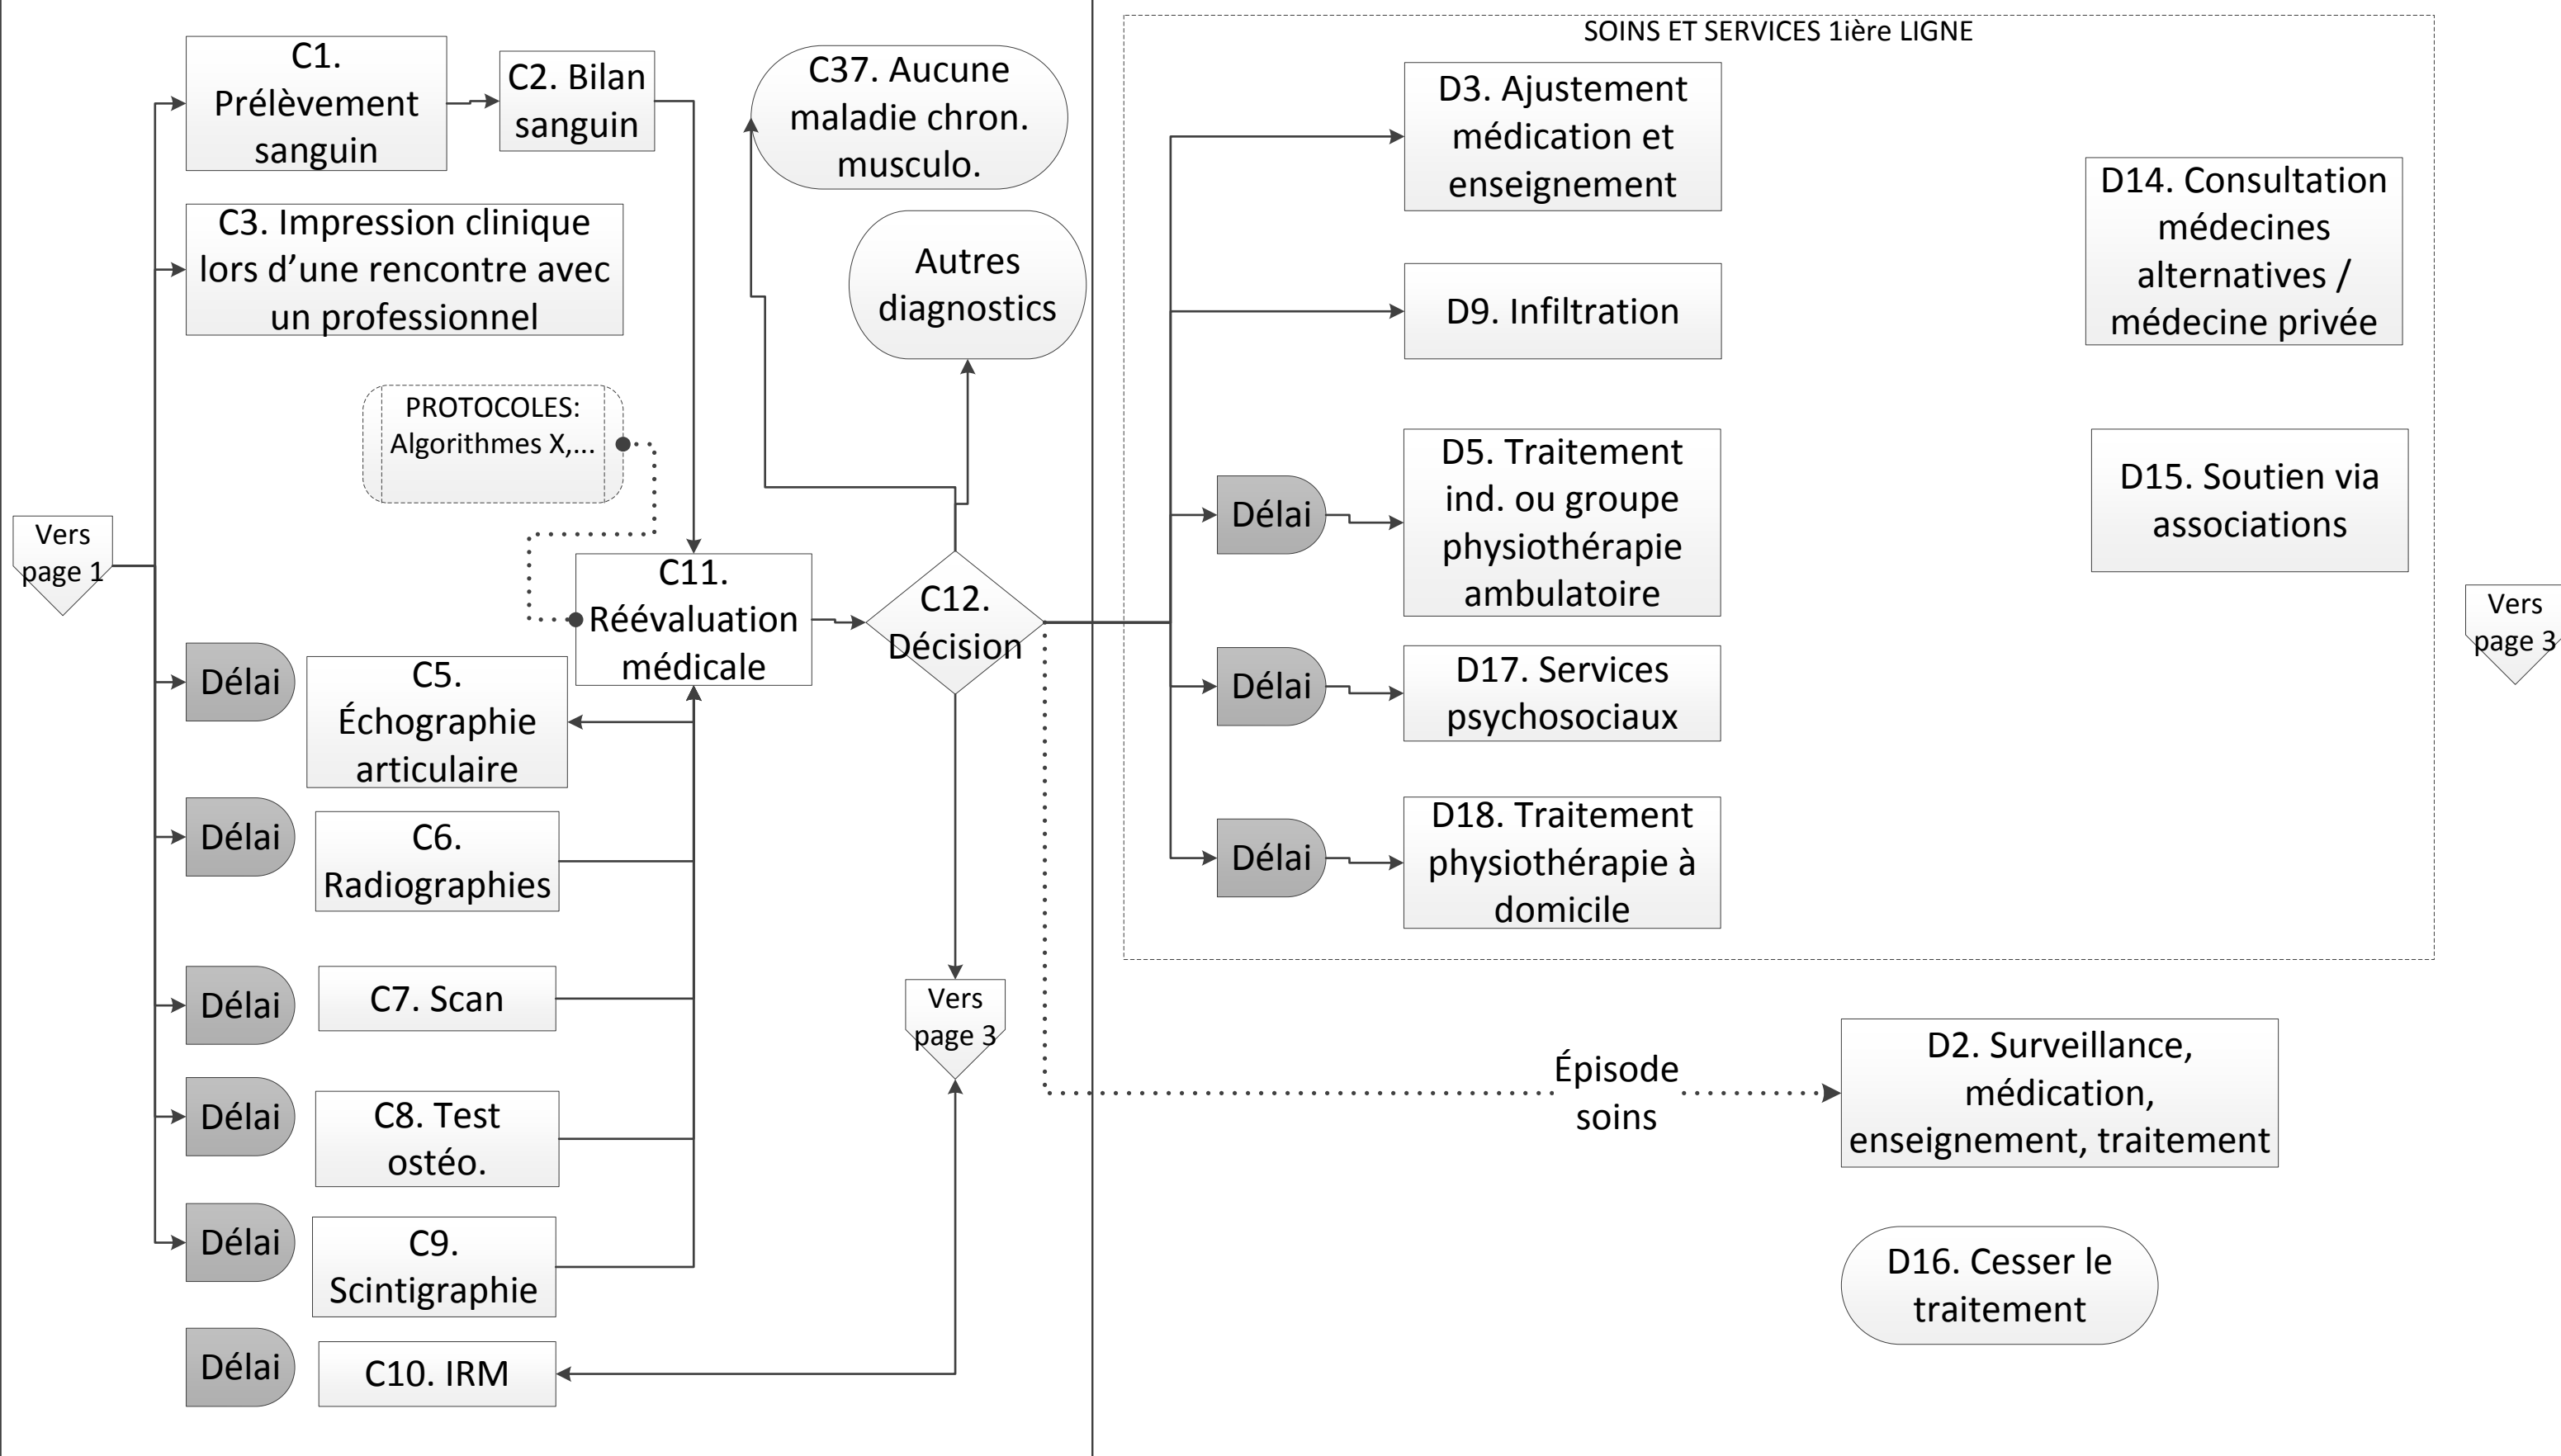 C1.
Prélèvement
sanguin
C2. Bilan
sanguin
C3. Impression clinique
lors d’une rencontre avec
un professionnel
PROTOCOLES:
Algorithmes X,...
Vers
page 1
Délai
C5.
Échographie
articulaire
Délai
C6.
Radiographies
Délai
C7. Scan
Délai
C8. Test
ostéo.
Délai
C9.
Scintigraphie
Délai
C10. IRM
C11.
Réévaluation
médicale
C37. Aucune
maladie chron.
musculo.
Autres
diagnostics
C12.
Décision
Vers
page 3
SOINS ET SERVICES 1ière LIGNE
D3. Ajustement
médication et
enseignement
D9. Infiltration
Délai
D5. Traitement
ind. ou groupe
physiothérapie
ambulatoire
Délai
D17. Services
psychosociaux
Délai
D18. Traitement
physiothérapie à
domicile
D14. Consultation
médecines
alternatives /
médecine privée
D15. Soutien via
associations
Vers
page 3
Épisode
soins
D2. Surveillance,
médication,
enseignement, traitement
D16. Cesser le
traitement